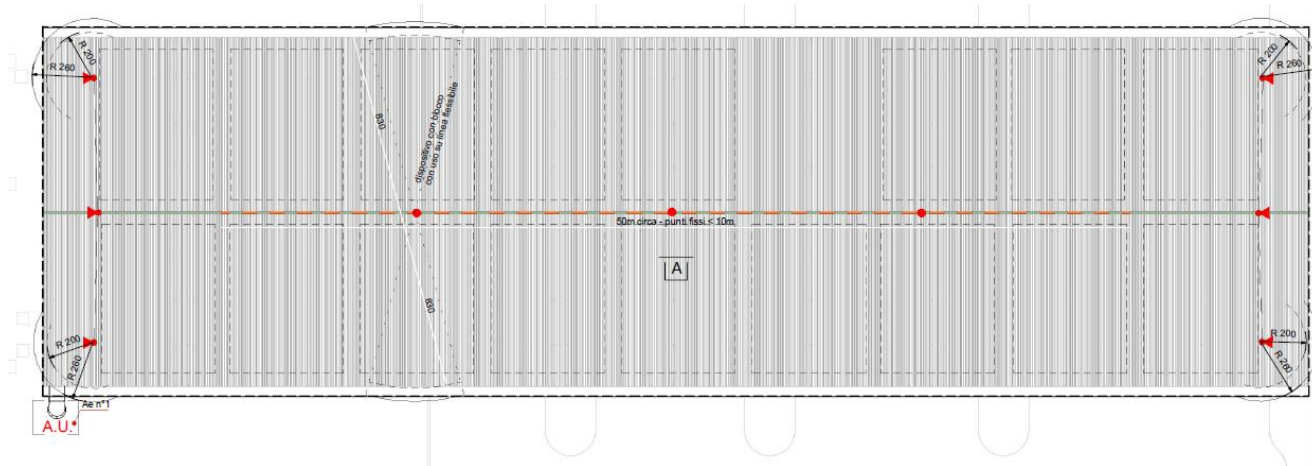 R 200
R 260
R 200
R 260
830
dispositivo con blocco
con uso su linea flessibile
50m circa - punti fissi < 10m
A
830
R 200
R 260
R 200
R 260
Ae n°1
A.U.*